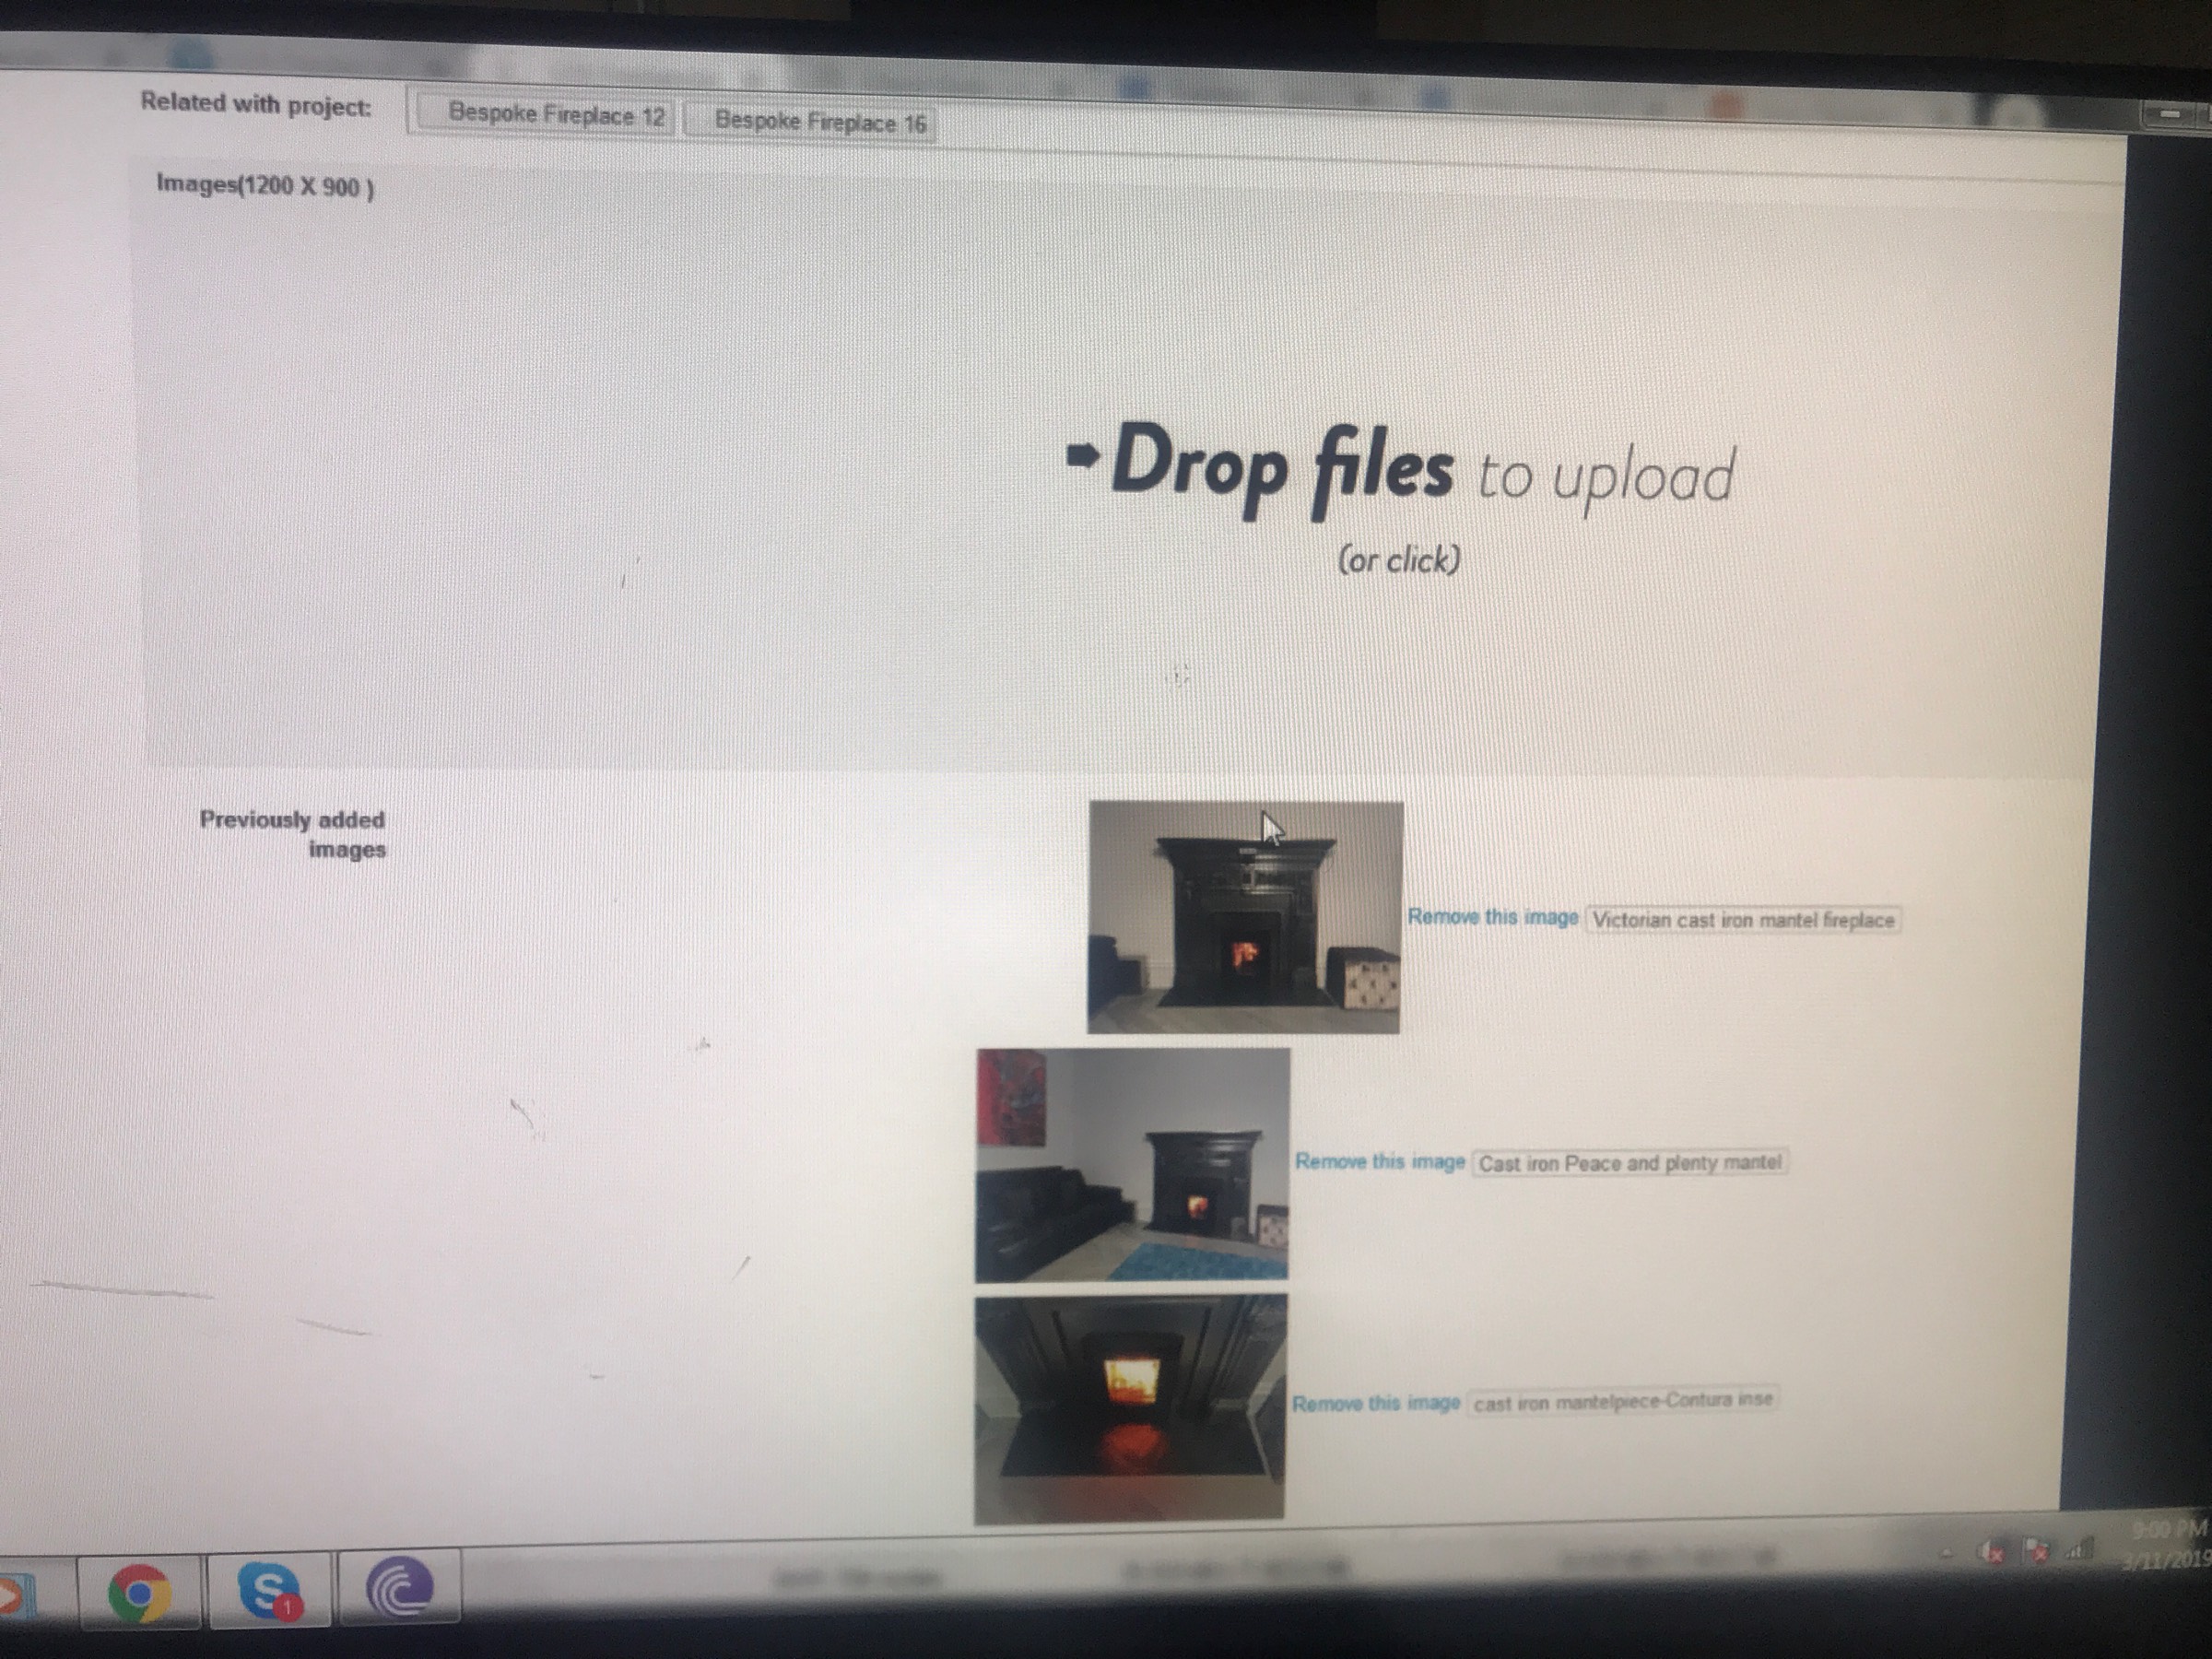 Related with project:
Bespoke Fireplace 12
Bespoke Fireplace 16
Images(1200 X 900 )
Drop files to upload
(or click)
Previously added
images
Remove this image
Victorian cast iron mantel fireplace
Remove this image
Cast iron Peace and plenty mantel
Remove this image
cast iron mantelpiece-Contura inse
S
1
9:00 PM
3/11/2019